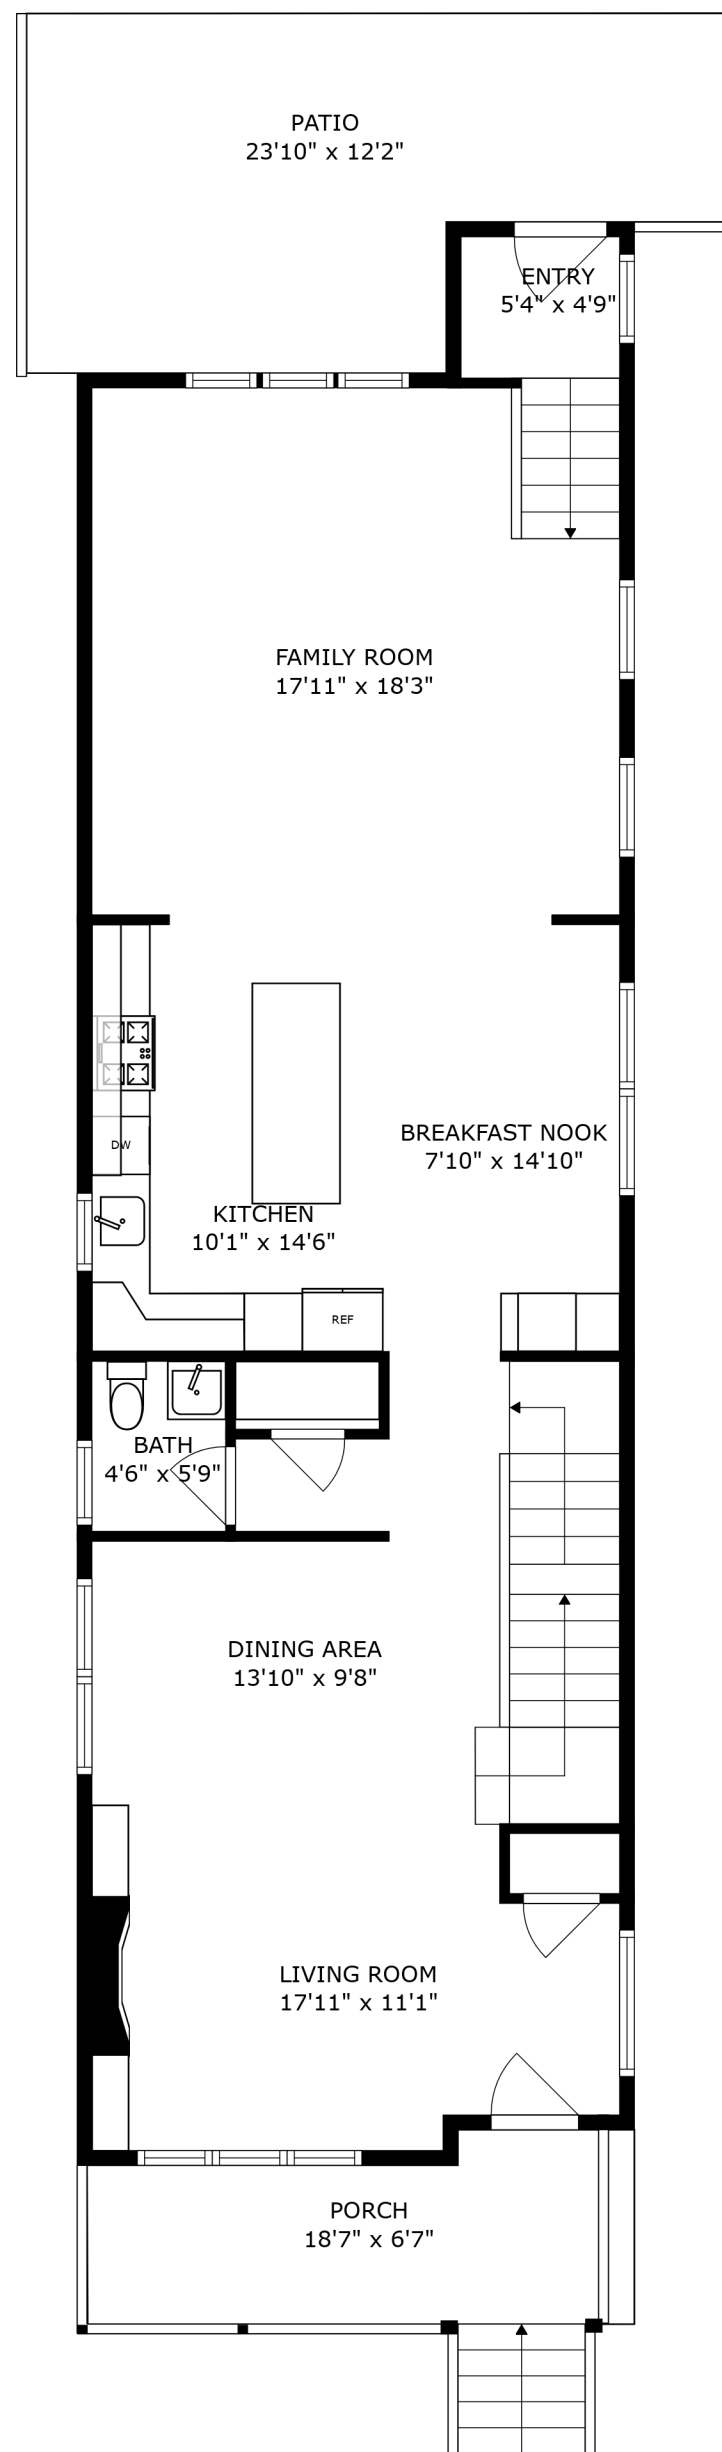 PATIO
23'10" x 12'2"
ENTRY
5'4" x 4'9"
FAMILY ROOM
17'11" x 18'3"
BREAKFAST NOOK
7'10" x 14'10"
DW
KITCHEN
10'1" x 14'6"
REF
BATH
4'6" x 5'9"
DINING AREA
13'10" x 9'8"
LIVING ROOM
17'11" x 11'1"
PORCH
18'7" x 6'7"